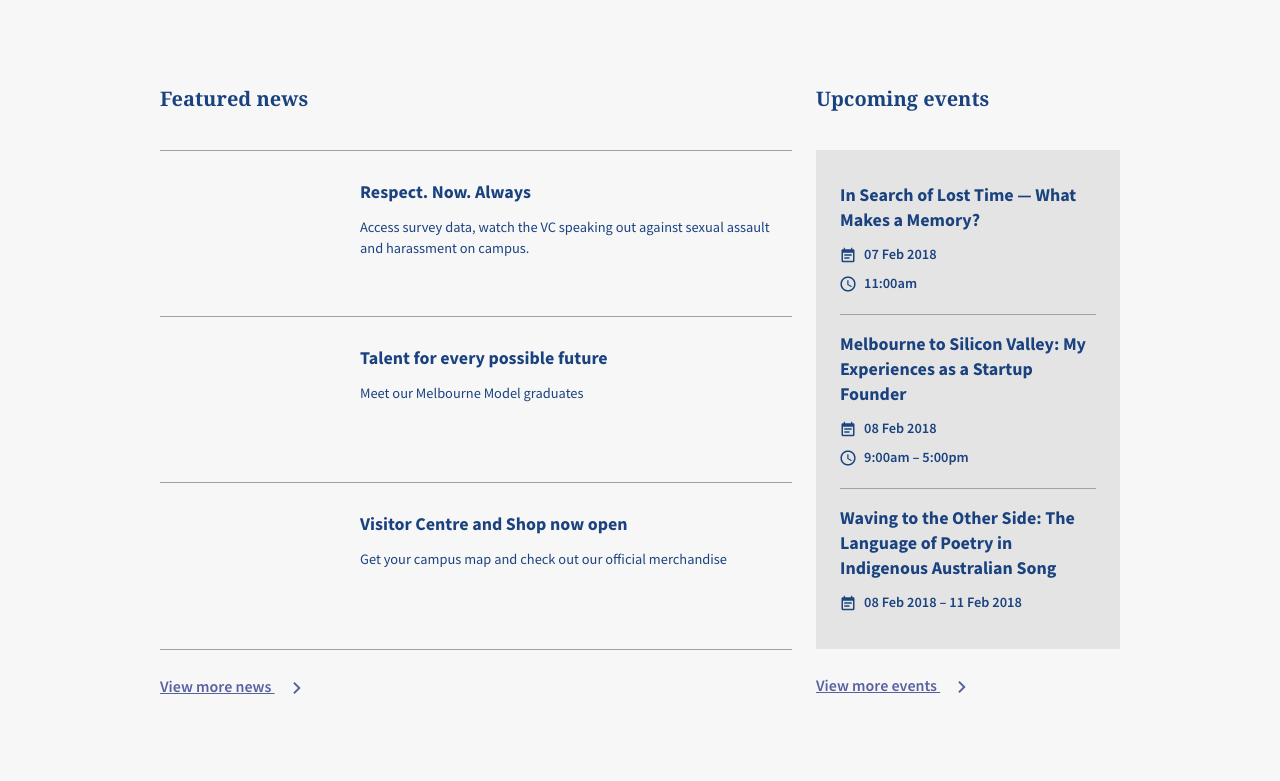 Featured news
Respect. Now. Always
Access survey data, watch the VC speaking out against sexual assault
and harassment on campus.
Talent for every possible future
Meet our Melbourne Model graduates
Visitor Centre and Shop now open
Get your campus map and check out our official merchandise
View more news
Upcoming events
In Search of Lost Time — What
Makes a Memory?
07 Feb 2018
11:00am
Melbourne to Silicon Valley: My
Experiences as a Startup
Founder
08 Feb 2018
9:00am – 5:00pm
Waving to the Other Side: The
Language of Poetry in
Indigenous Australian Song
08 Feb 2018 – 11 Feb 2018
View more events